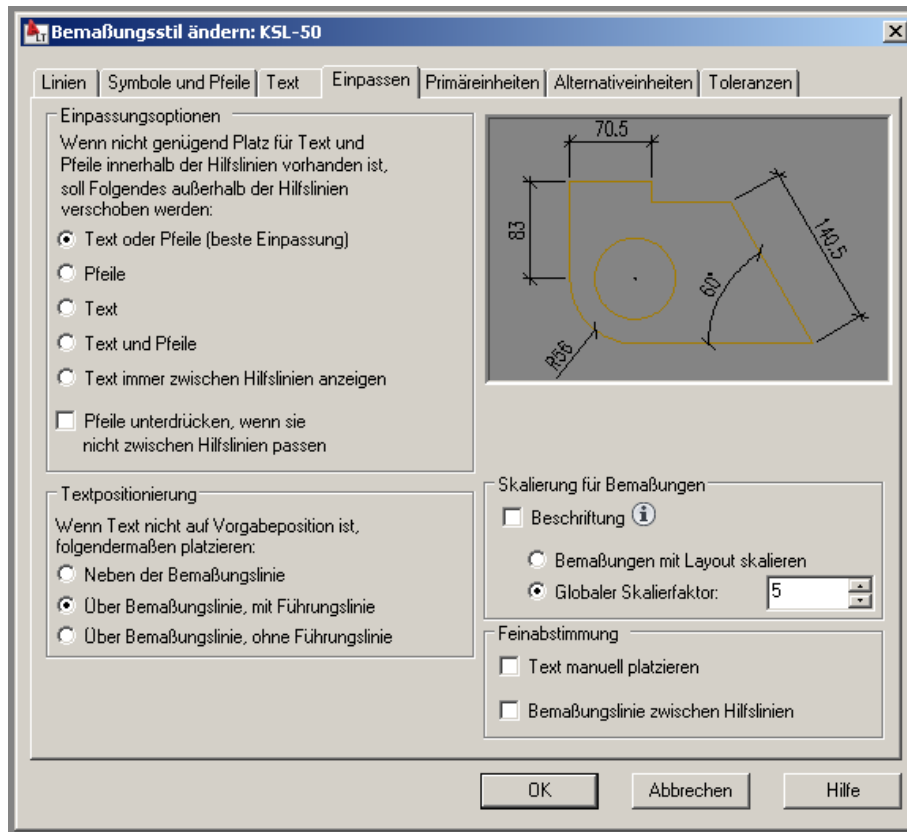 LT Bemaßungsstil ändern: KSL-50
Linien Symbole und Pfeile Text Einpassen Primäreinheiten Alternativeinheiten Toleranzen
Einpassungsoptionen
Wenn nicht genügend Platz für Text und
Pfeile innerhalb der Hilfslinien vorhanden ist,
soll Folgendes außerhalb der Hilfslinien
verschoben werden:
Text oder Pfeile (beste Einpassung)
Pfeile
Text
Text und Pfeile
Text immer zwischen Hilfslinien anzeigen
Pfeile unterdrücken, wenn sie
nicht zwischen Hilfslinien passen
70.5
83
140.5
60°
R56
Textpositionierung
Wenn Text nicht auf Vorgabeposition ist,
folgendermaßen platzieren:
Neben der Bemaßungslinie
Über Bemaßungslinie, mit Führungslinie
Über Bemaßungslinie, ohne Führungslinie
Skalierung für Bemaßungen
Beschriftung
Bemaßungen mit Layout skalieren
Globaler Skalierfaktor: 5
Feinabstimmung
Text manuell platzieren
Bemaßungslinie zwischen Hilfslinien
OK Abbrechen Hilfe